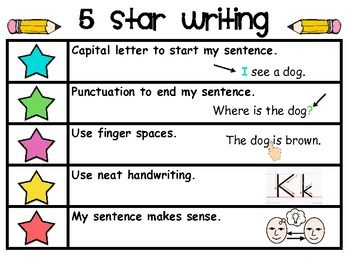 5 Star Writing
Capital letter to start my sentence.
I see a dog.
Punctuation to end my sentence.
Where is the dog?
Use finger spaces.
The dog is brown.
Use neat handwriting.
Kk
My sentence makes sense.